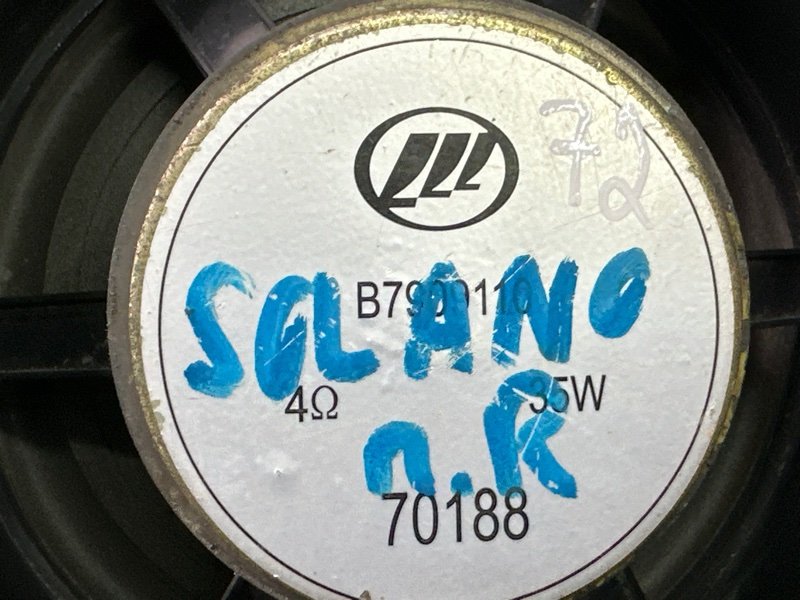 72
B7900110
SOLANO
4Ω 35W
п.R
70188